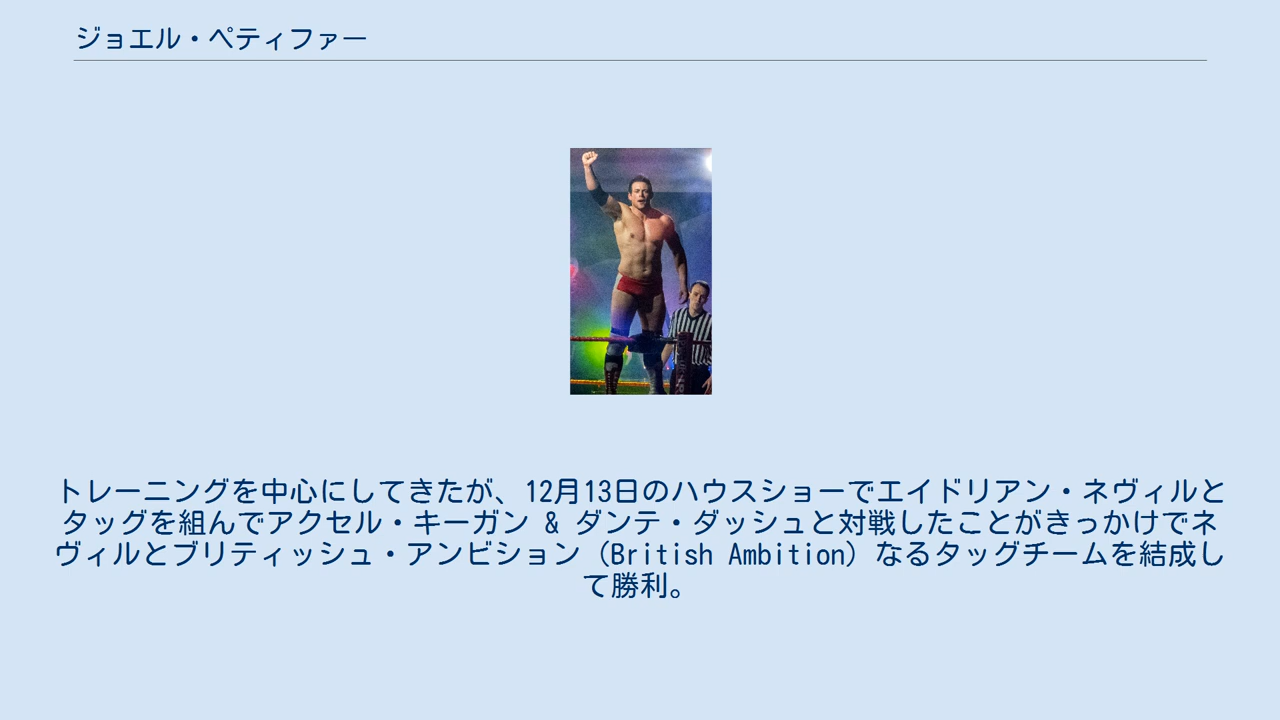 ジョエル・ペティファー
トレーニングを中心にしてきたが、12月13日のハウスショーでエイドリアン・ネヴィルと
タッグを組んでアクセル・キーガン & ダンテ・ダッシュと対戦したことがきっかけでネ
ヴィルとブリティッシュ・アンビション（British Ambition）なるタッグチームを結成し
て勝利。